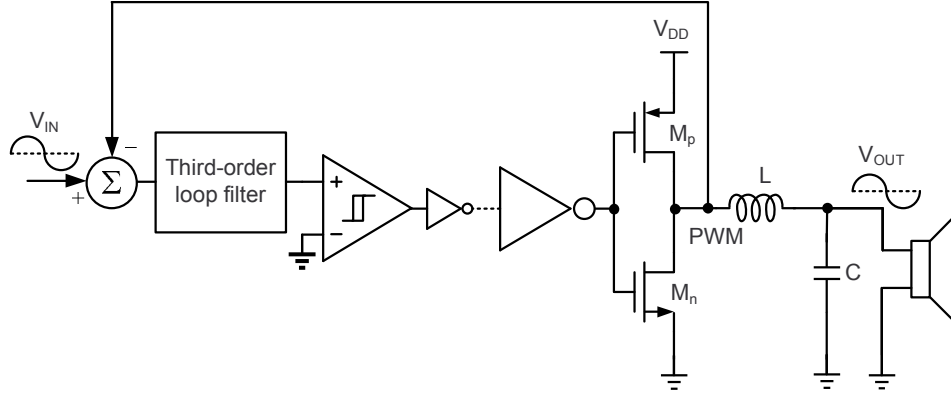 V_DD
V_IN
−
+
Σ
Third-order
loop filter
+
−
M_p
V_OUT
L
PWM
M_n
C